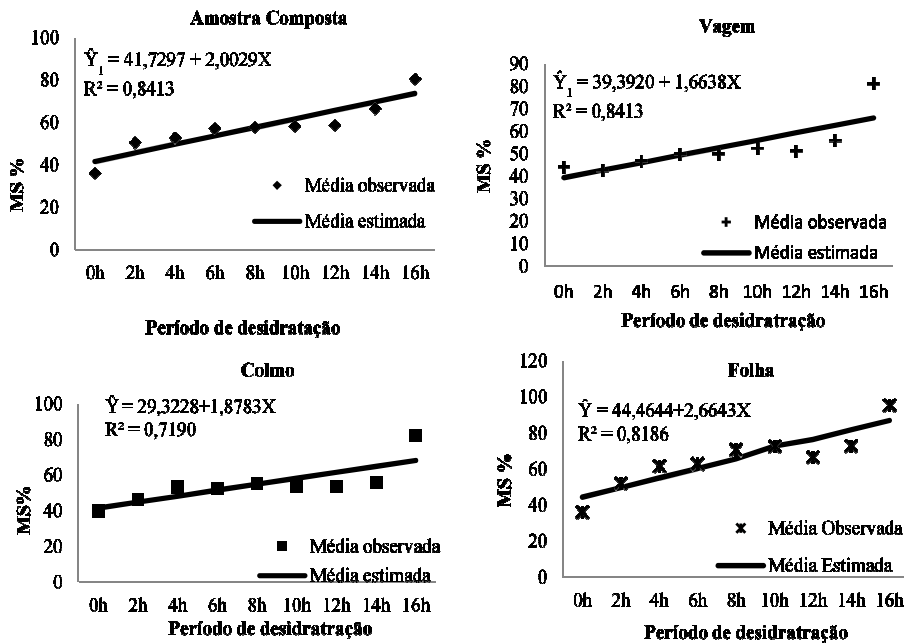 Amostra Composta
Ŷ1 = 41,7297 + 2,0029X
R² = 0,8413
MS %
100
80
60
40
20
0
Média observada
Média estimada
0h 2h 4h 6h 8h 10h 12h 14h 16h
Período de desidratação
Vagem
Ŷ1 = 39,3920 + 1,6638X
R² = 0,8413
MS %
90
80
70
60
50
40
30
20
10
0
Média observada
Média estimada
0h 2h 4h 6h 8h 10h 12h 14h 16h
Período de desidratração
Colmo
Ŷ = 29,3228+1,8783X
R² = 0,7190
MS%
100
80
60
40
20
0
Média observada
Média estimada
0h 2h 4h 6h 8h 10h 12h 14h 16h
Período de desidratração
Folha
Ŷ = 44,4644+2,6643X
R² = 0,8186
MS %
120
100
80
60
40
20
0
Média Observada
Média Estimada
0h 2h 4h 6h 8h 10h 12h 14h 16h
Período de desidratração